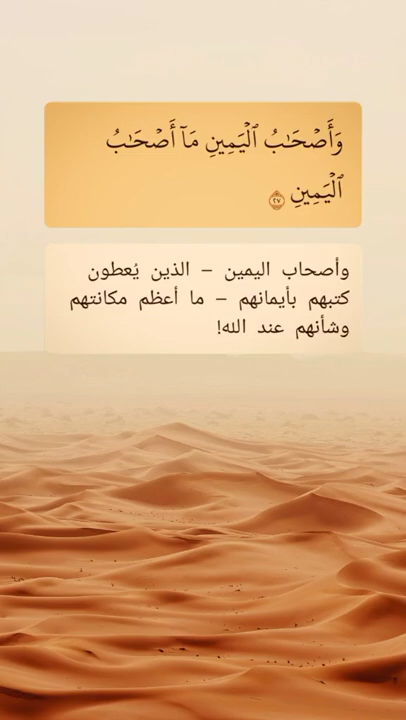 وَأَصۡحَٰبُ ٱلۡيَمِينِ مَآ أَصۡحَٰبُ
ٱلۡيَمِينِ ٢٧
وأصحاب اليمين – الذين يُعطون
كتبهم بأيمانهم – ما أعظم مكانتهم
وشأنهم عند الله!